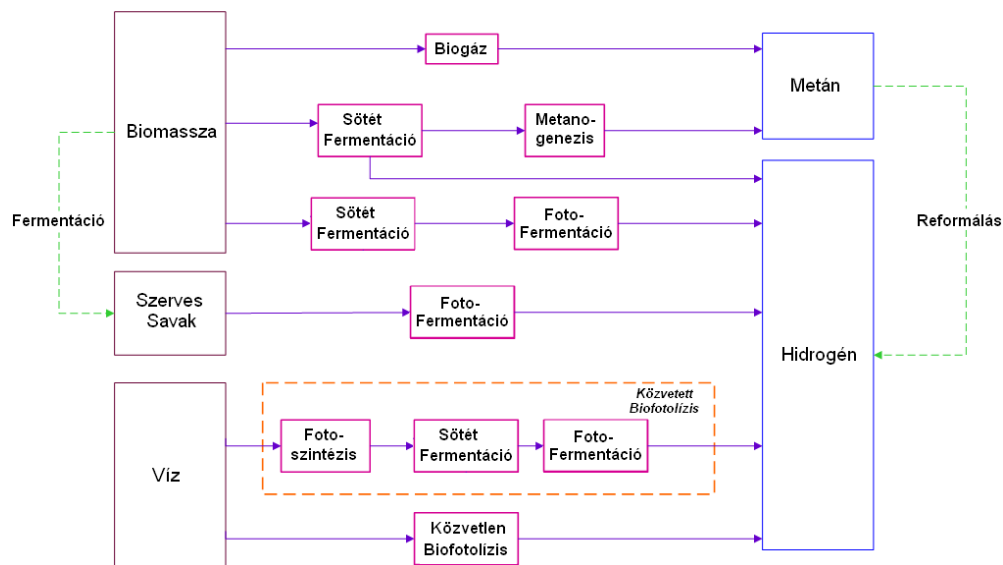 Biogáz
Metán
Biomassza
Sötét
Fermentáció
Metano-
genezis
Fermentáció
Sötét
Fermentáció
Foto-
Fermentáció
Reformálás
Szerves
Savak
Foto-
Fermentáció
Hidrogén
Közvetett
Biofotolízis
Víz
Foto-
szintézis
Sötét
Fermentáció
Foto-
Fermentáció
Közvetlen
Biofotolízis